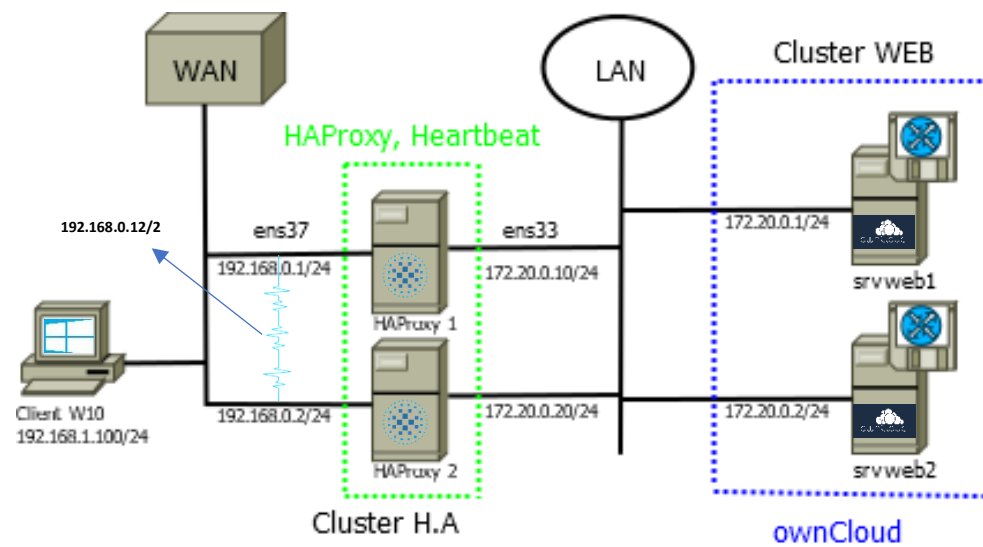 WAN
LAN
Cluster WEB
HAProxy, Heartbeat
192.168.0.12/2
ens37
ens33
192.168.0.1/24
172.20.0.10/24
172.20.0.1/24
srvweb1
HAProxy 1
Client W10
192.168.1.100/24
192.168.0.2/24
172.20.0.20/24
172.20.0.2/24
HAProxy 2
srvweb2
Cluster H.A
ownCloud